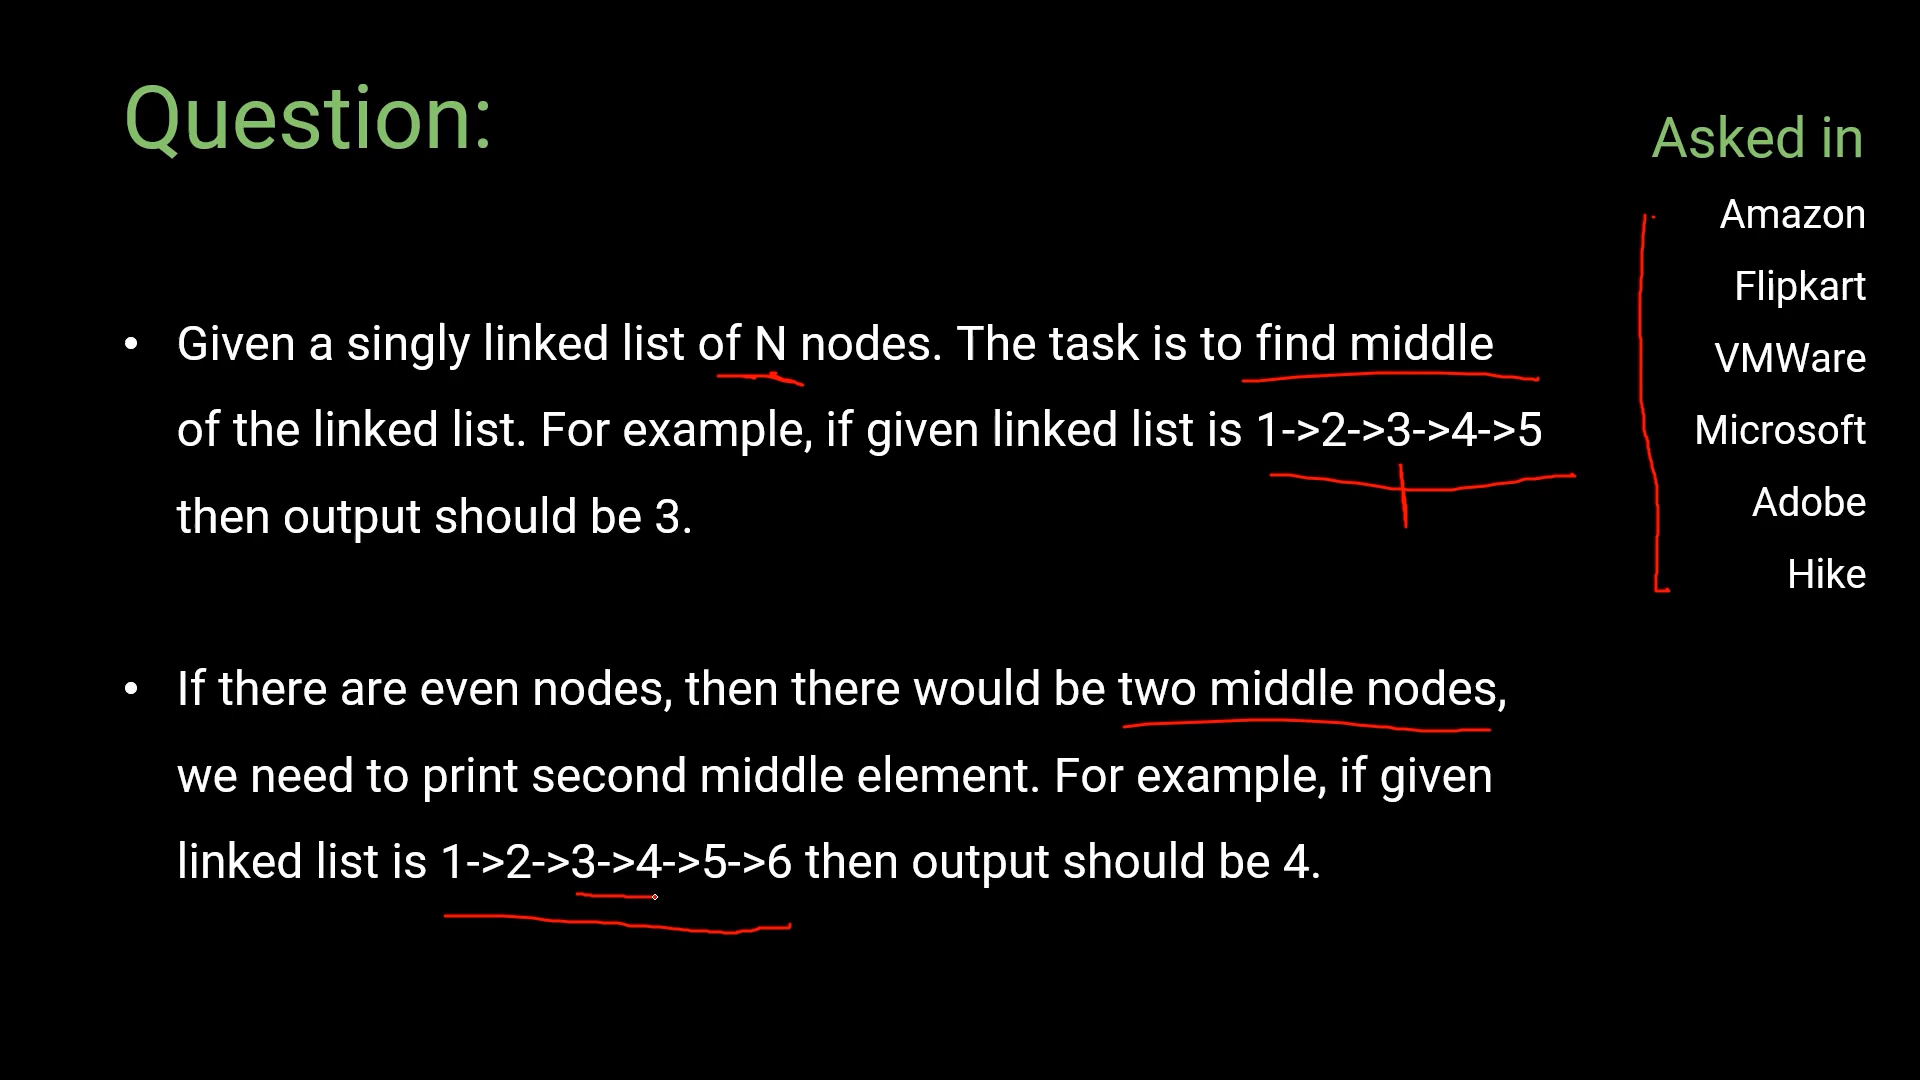 Question:
Asked in
Amazon
Flipkart
VMWare
Microsoft
Adobe
Hike
• Given a singly linked list of N nodes. The task is to find middle
of the linked list. For example, if given linked list is 1->2->3->4->5
then output should be 3.
• If there are even nodes, then there would be two middle nodes,
we need to print second middle element. For example, if given
linked list is 1->2->3->4->5->6 then output should be 4.